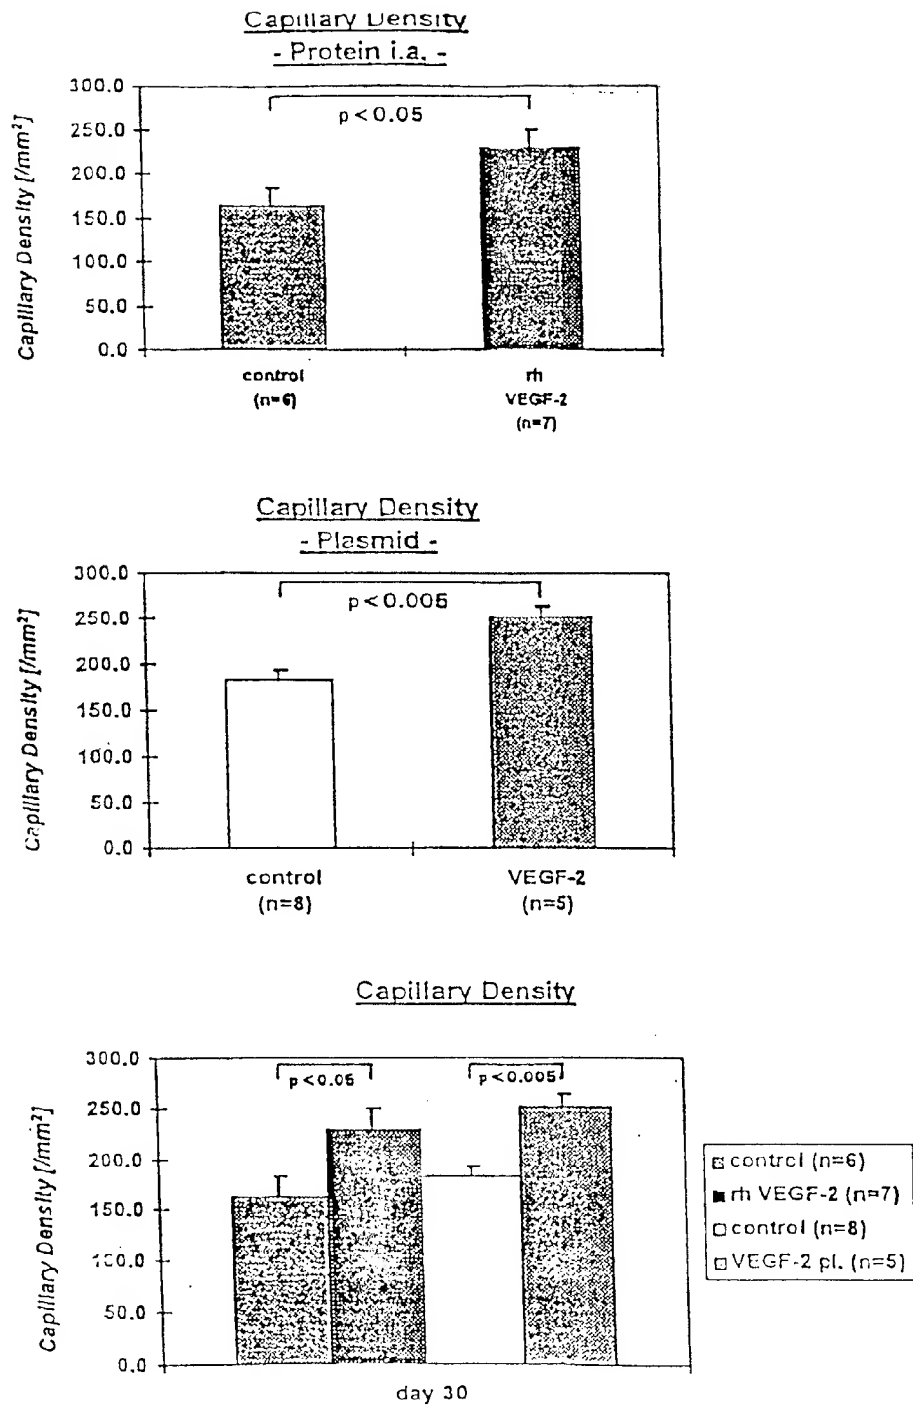 Capillary Density
- Protein i.a. -
300.0
250.0
200.0
150.0
100.0
50.0
0.0
Capillary Density [/mm²]
p<0.05
control
(n=6)
rh
VEGF-2
(n=7)
Capillary Density
- Plasmid -
300.0
250.0
200.0
150.0
100.0
50.0
0.0
Capillary Density [/mm²]
p<0.005
control
(n=8)
VEGF-2
(n=5)
Capillary Density
300.0
250.0
200.0
150.0
100.0
50.0
0.0
Capillary Density [/mm²]
p<0.05
p<0.005
day 30
control (n=6)
rh VEGF-2 (n=7)
control (n=8)
VEGF-2 pl. (n=5)